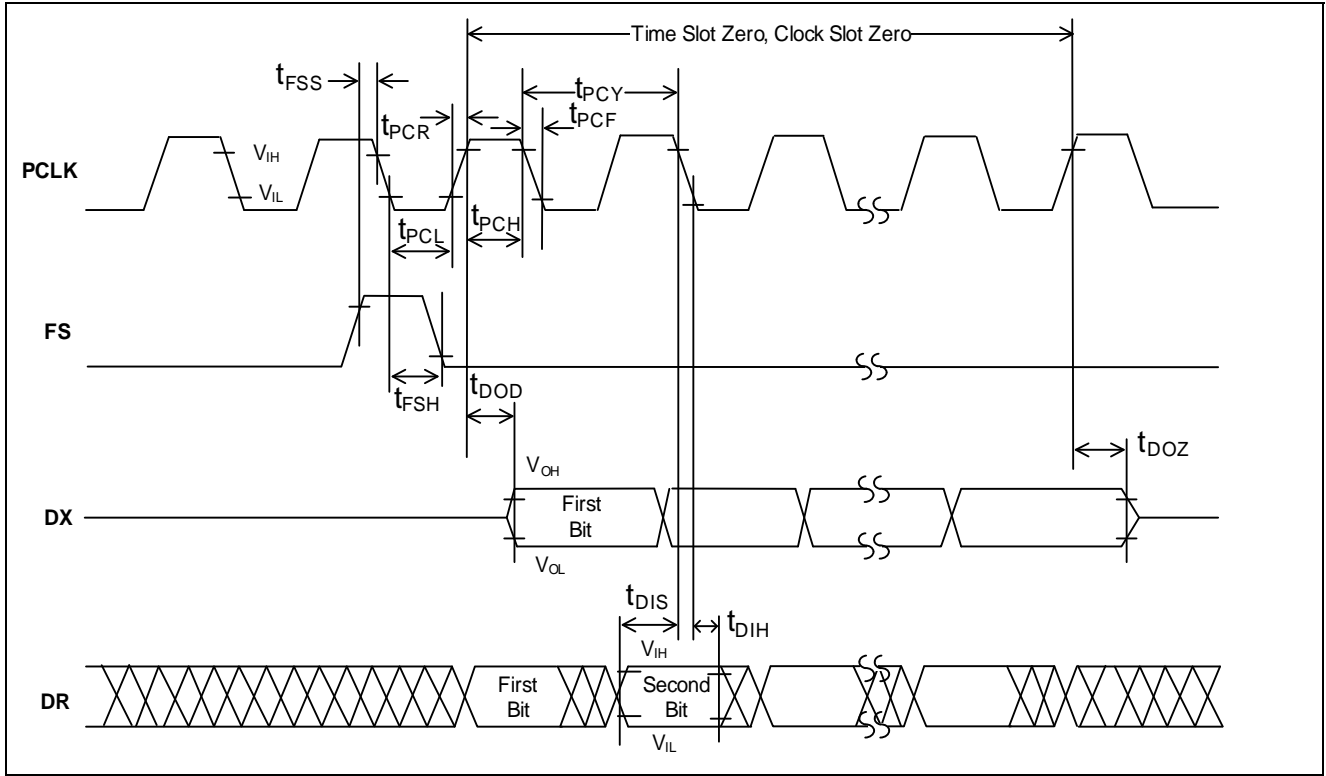 Time Slot Zero, Clock Slot Zero
tFSS
tPCY
tPCR
tPCF
PCLK
VIH
VIL
tPCL
tPCH
FS
tFSH
tDOD
tDOZ
VOH
DX
First
Bit
VOL
tDIS
tDIH
VIH
DR
First
Bit
Second
Bit
VIL